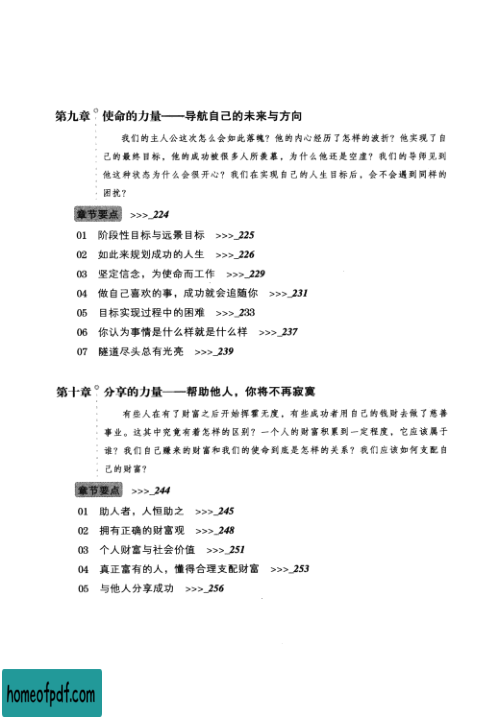 第九章 使命的力量——导航自己的未来与方向
我们的主人公这次怎么会如此落魄？他的内心经历了怎样的波折？他实现了自
己的最终目标，他的成功被很多人所羡慕，为什么他还是空虚？我们的导师见到
他这种状态为什么会很开心？我们在实现自己的人生目标后，会不会遇到同样的
困扰？
章节要点 >>>_224
01 阶段性目标与远景目标 >>>_225
02 如此来规划成功的人生 >>>_226
03 坚定信念，为使命而工作 >>>_229
04 做自己喜欢的事，成功就会追随你 >>>_231
05 目标实现过程中的困难 >>>_233
06 你认为事情是什么样就是什么样 >>>_237
07 隧道尽头总有光亮 >>>_239
第十章 分享的力量——帮助他人，你将不再寂寞
有些人在有了财富之后开始挥霍无度，有些成功者用自己的钱财去做了慈善
事业。这其中究竟有着怎样的区别？一个人的财富积累到一定程度，它应该属于
谁？我们自己赚来的财富和我们的使命到底是怎样的关系？我们应该如何支配自
己的财富？
章节要点 >>>_244
01 助人者，人恒助之 >>>_245
02 拥有正确的财富观 >>>_248
03 个人财富与社会价值 >>>_251
04 真正富有的人，懂得合理支配财富 >>>_253
05 与他人分享成功 >>>_256
homeofpdf.com